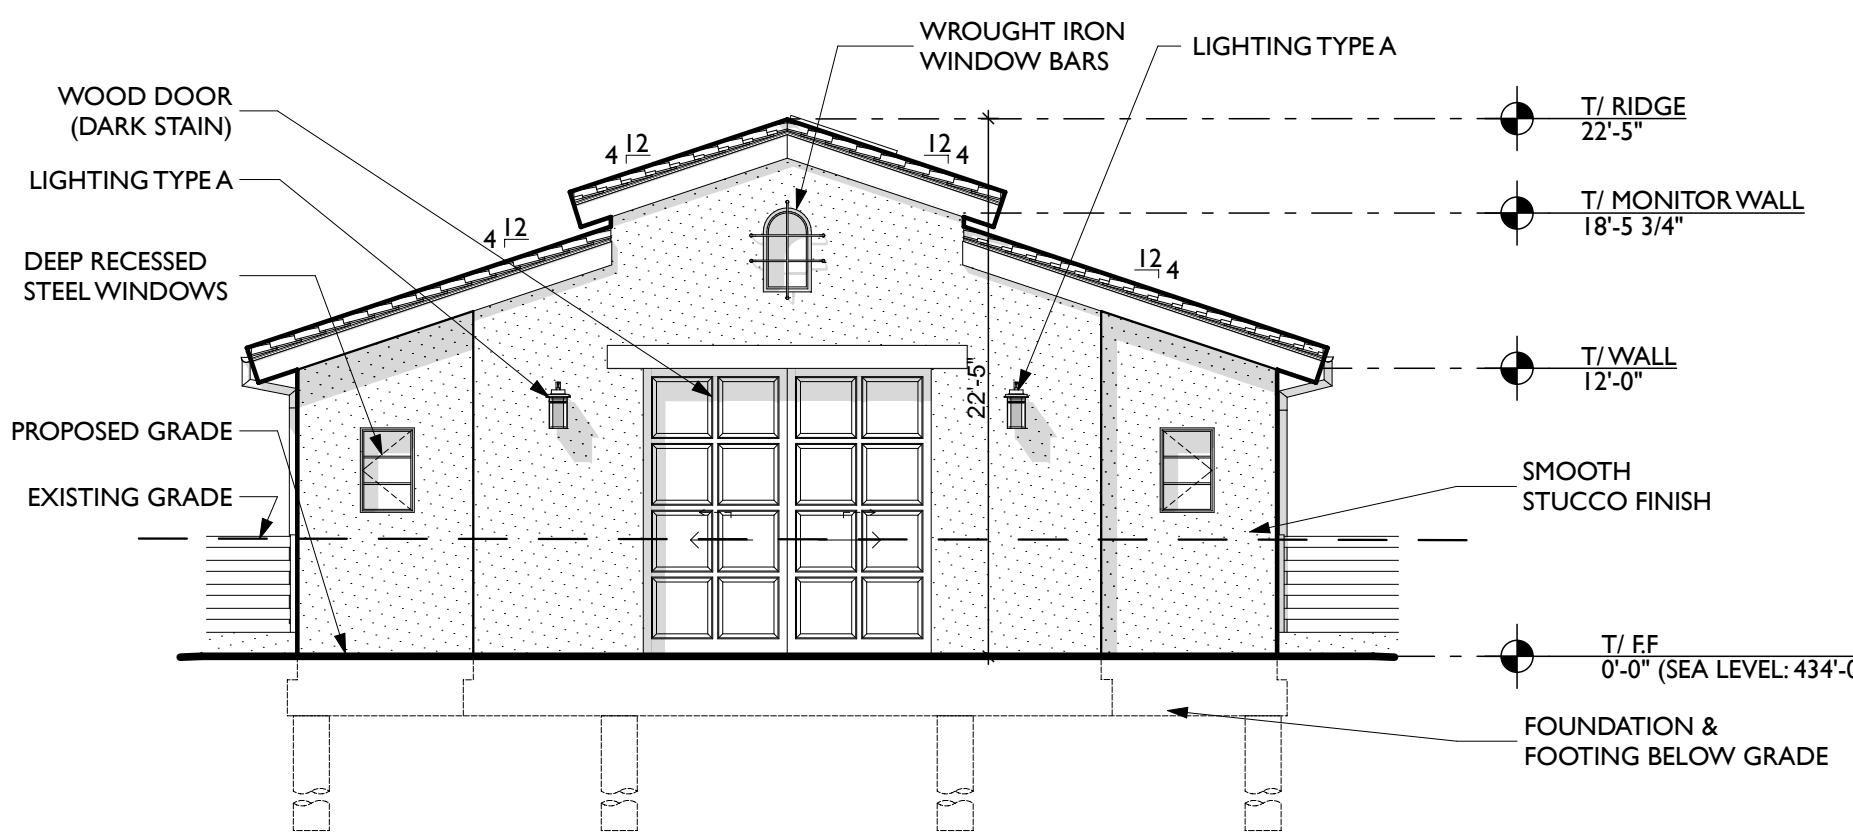 WROUGHT IRON
WINDOW BARS
LIGHTING TYPE A
WOOD DOOR
(DARK STAIN)
T/ RIDGE
22'-5"
4 12
12 4
LIGHTING TYPE A
T/ MONITOR WALL
18'-5 3/4"
4 12
DEEP RECESSED
STEEL WINDOWS
12 4
T/ WALL
12'-0"
22'-5"
PROPOSED GRADE
EXISTING GRADE
SMOOTH
STUCCO FINISH
T/ F.F
0'-0" (SEA LEVEL: 434'-0
FOUNDATION &
FOOTING BELOW GRADE